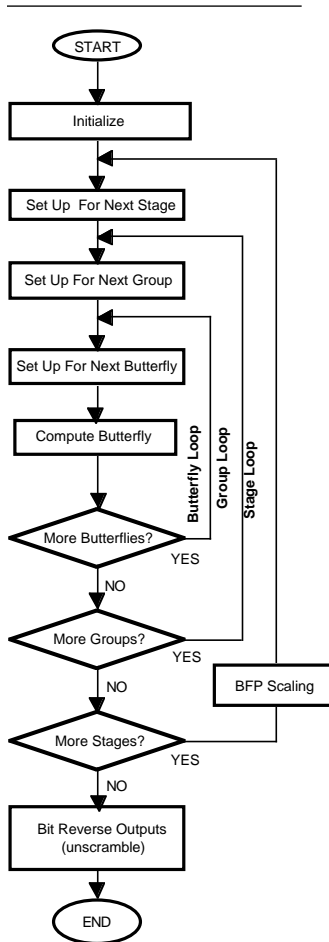 START
Initialize
Set Up For Next Stage
Set Up For Next Group
Set Up For Next Butterfly
Compute Butterfly
Butterfly Loop
Group Loop
Stage Loop
More Butterflies?
YES
NO
More Groups?
YES
NO
BFP Scaling
More Stages?
YES
NO
Bit Reverse Outputs
(unscramble)
END